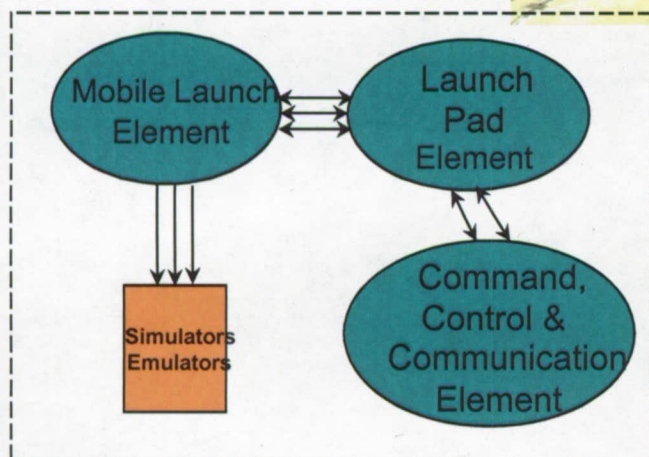 Mobile Launch
Element
Launch
Pad
Element
Simulators
Emulators
Command,
Control &
Communication
Element